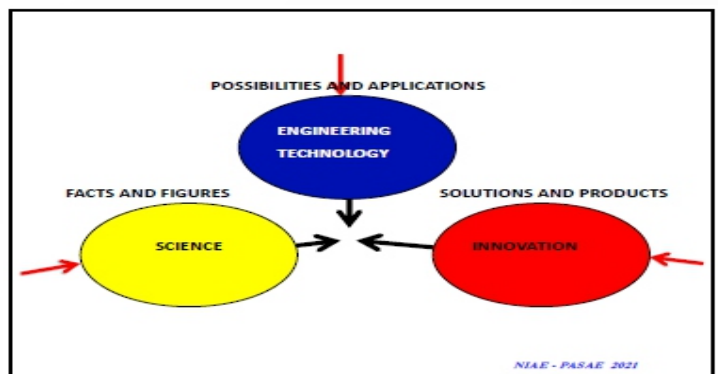 POSSIBILITIES AND APPLICATIONS
ENGINEERING
TECHNOLOGY
FACTS AND FIGURES
SOLUTIONS AND PRODUCTS
SCIENCE
INNOVATION
NIAE - PASAE 2021